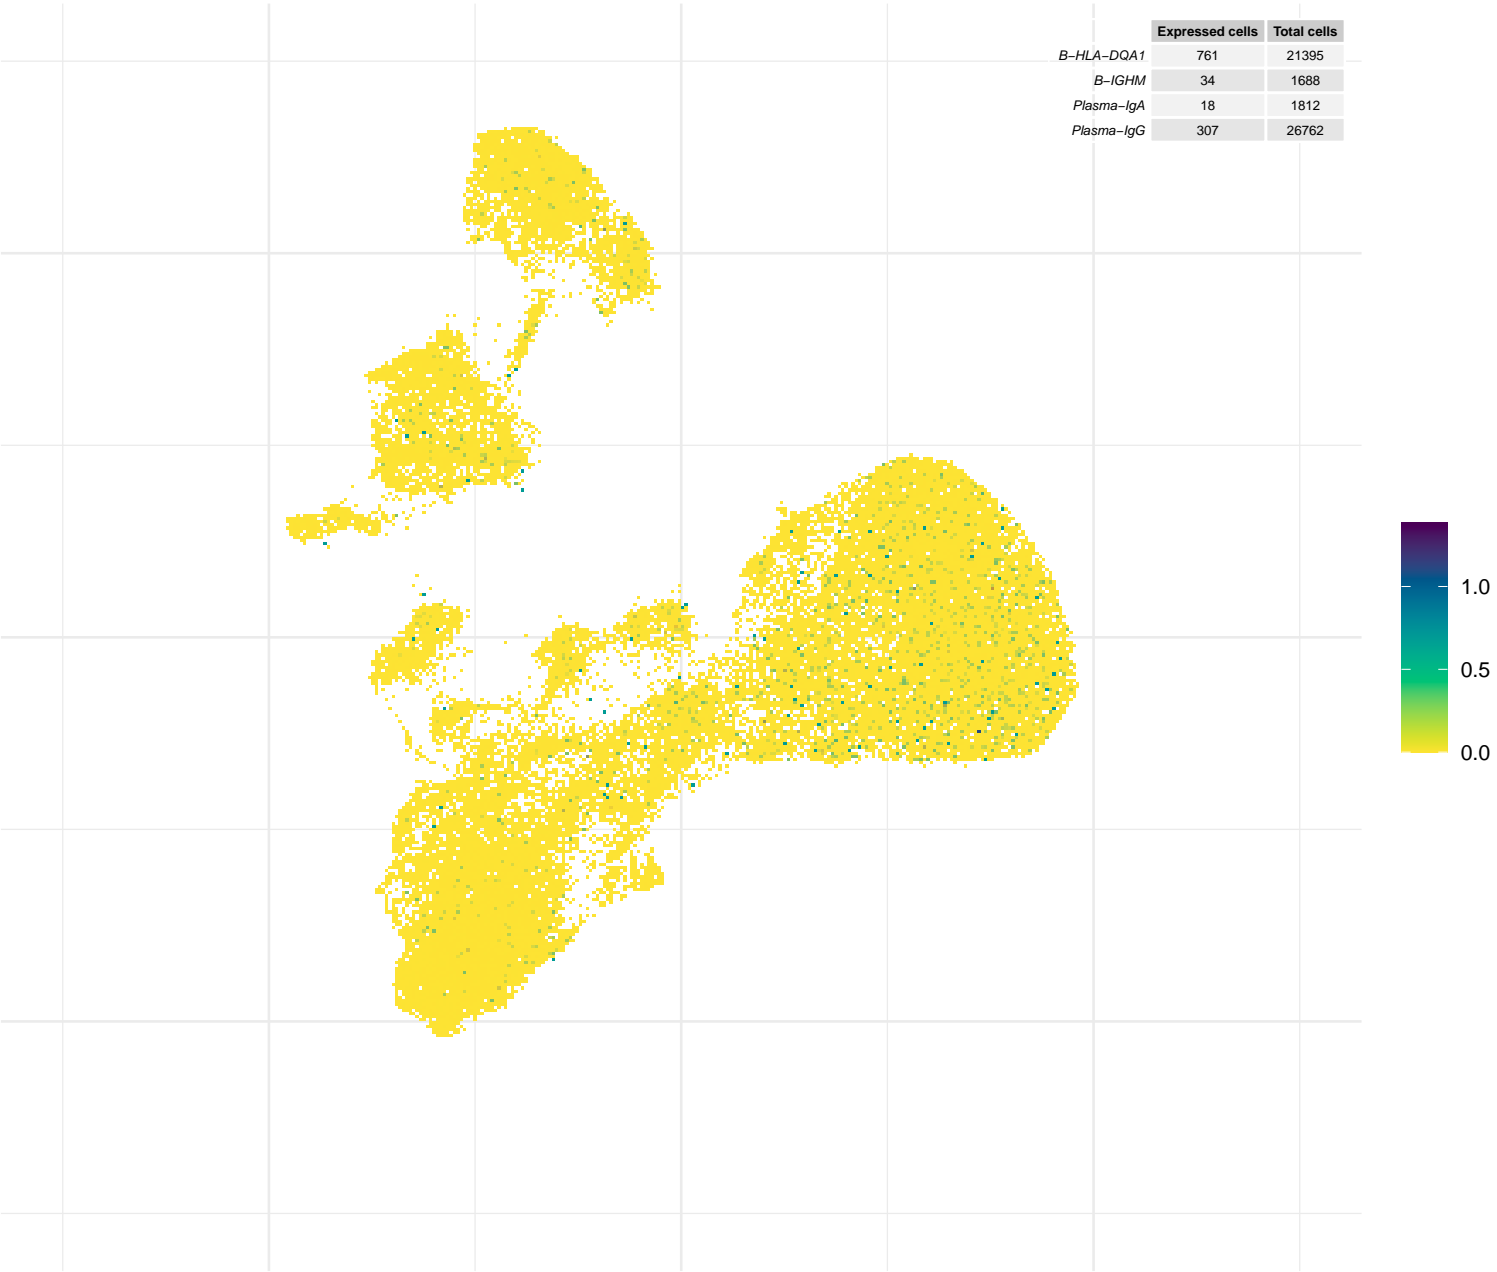 Expressed cells Total cells
B−HLA−DQA1 761 21395
B−IGHM 34 1688
Plasma−IgA 18 1812
Plasma−IgG 307 26762
1.0
0.5
0.0